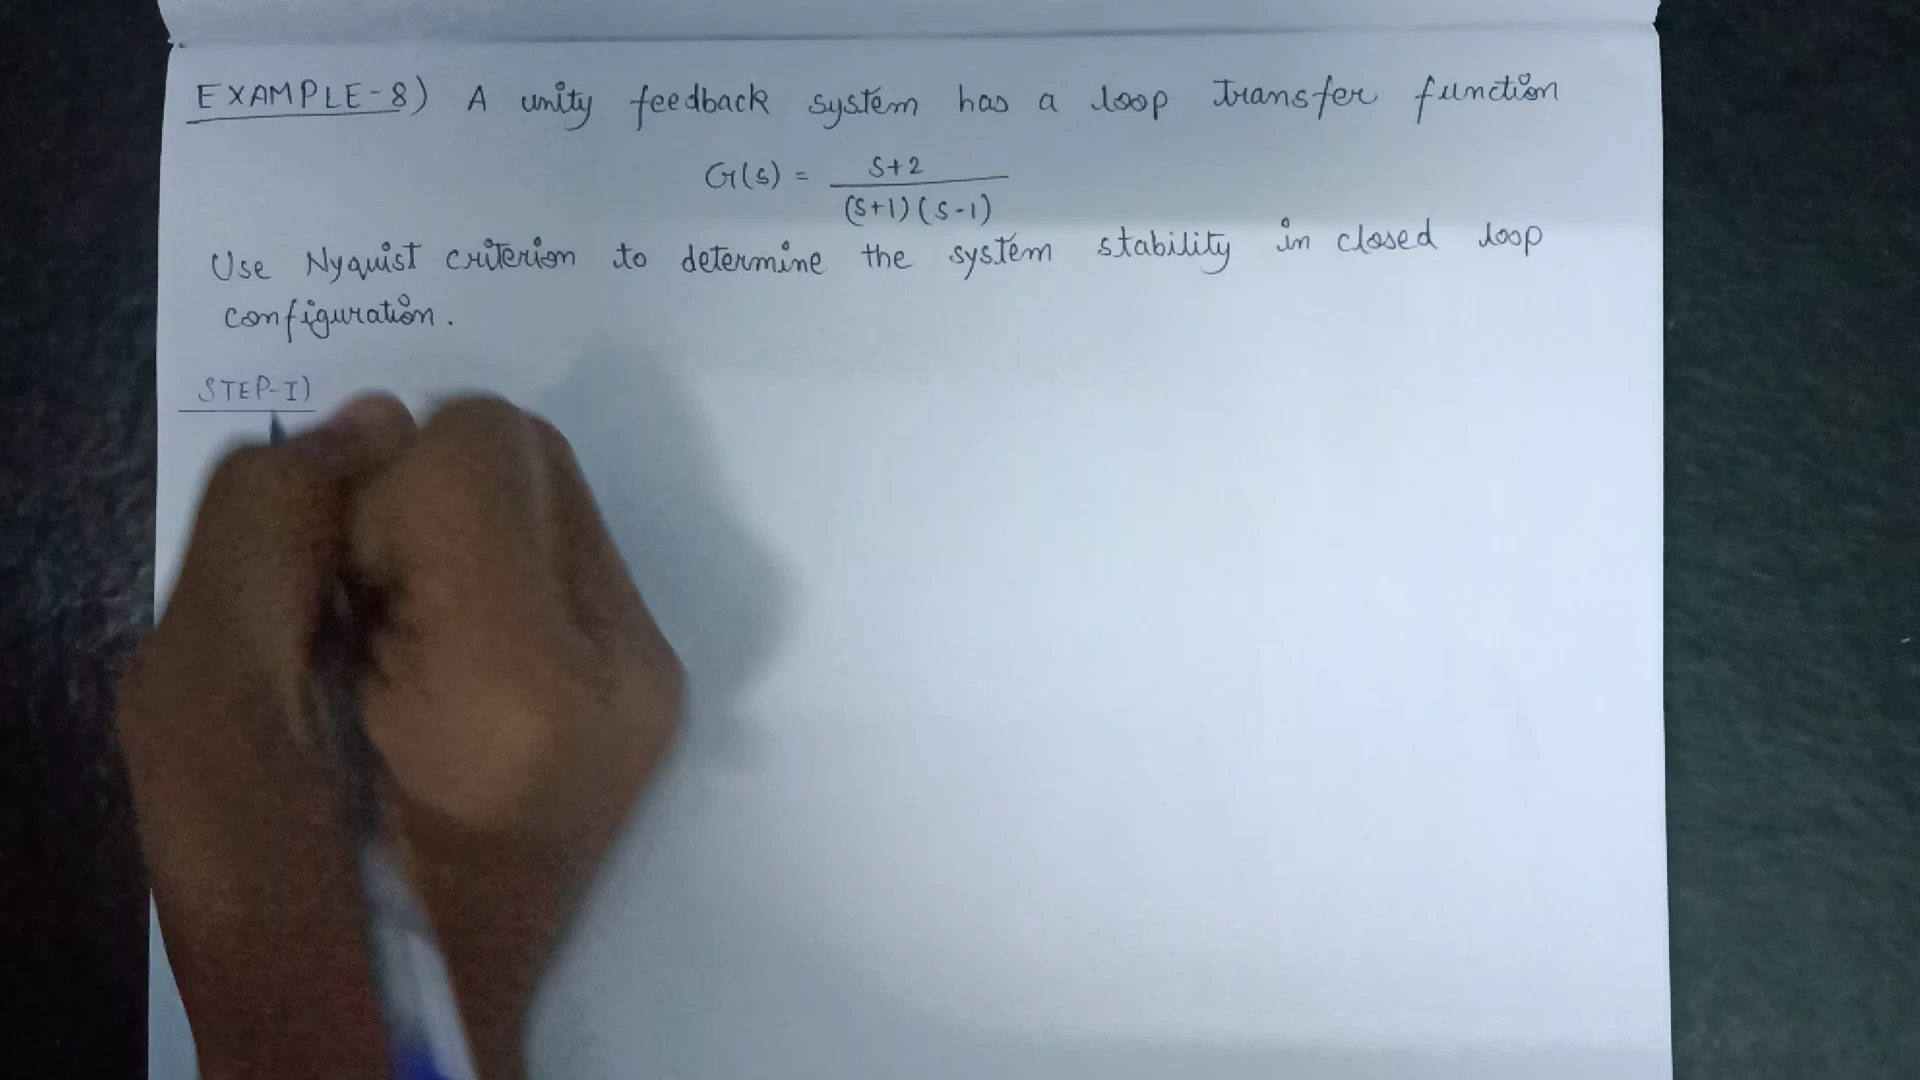 EXAMPLE-8) A unity feedback system has a loop transfer function
G(s) = s+2
(s+1)(s-1)
Use Nyquist criterion to determine the system stability in closed loop
configuration.
STEP-I)